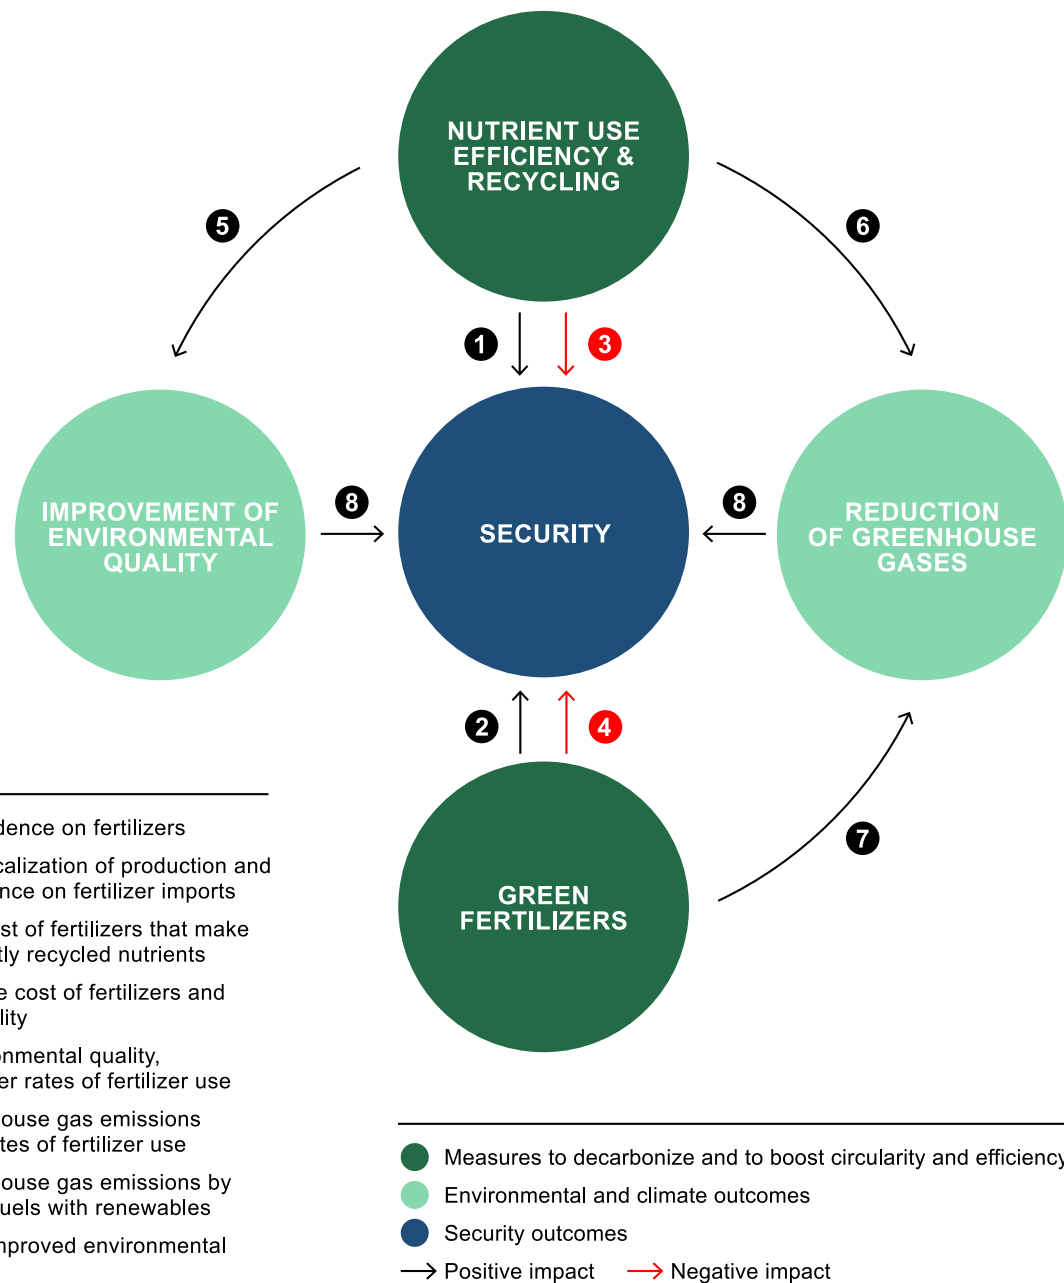 NUTRIENT USE
EFFICIENCY &
RECYCLING
5
6
1
3
IMPROVEMENT OF
ENVIRONMENTAL
QUALITY
8
SECURITY
8
REDUCTION
OF GREENHOUSE
GASES
2
4
7
GREEN
FERTILIZERS
dence on fertilizers
calization of production and
nce on fertilizer imports
st of fertilizers that make
tly recycled nutrients
e cost of fertilizers and
lity
onmental quality,
er rates of fertilizer use
ouse gas emissions
tes of fertilizer use
ouse gas emissions by
uels with renewables
mproved environmental
Measures to decarbonize and to boost circularity and efficiency
Environmental and climate outcomes
Security outcomes
Positive impact
Negative impact